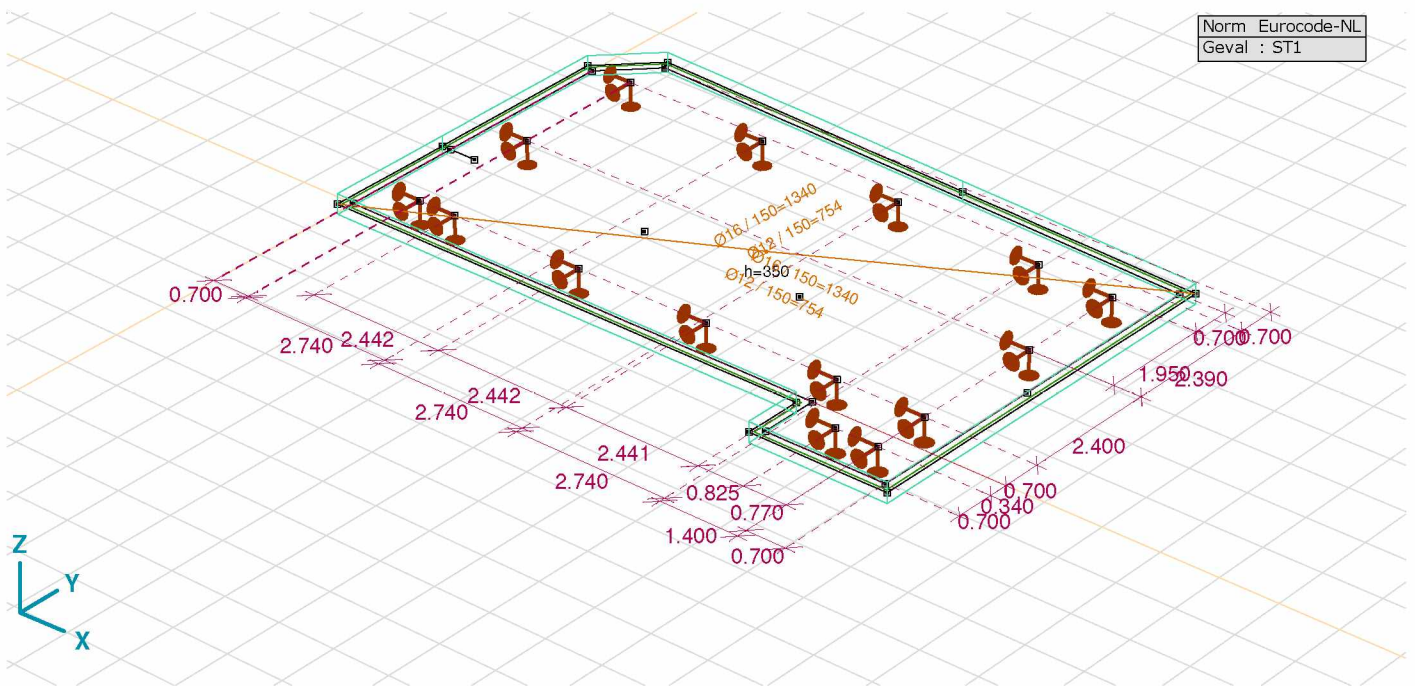 Norm Eurocode-NL
Geval : ST1
Ø16 / 150=1340
Ø12 / 150=754
Ø16 / 150=1340
h=350
Ø12 / 150=754
0.700
2.740
2.442
2.740
2.442
2.740
2.441
0.825
0.770
1.400
0.700
0.700
0.700
1.950
2.390
2.400
0.700
0.340
0.700
Z
Y
X